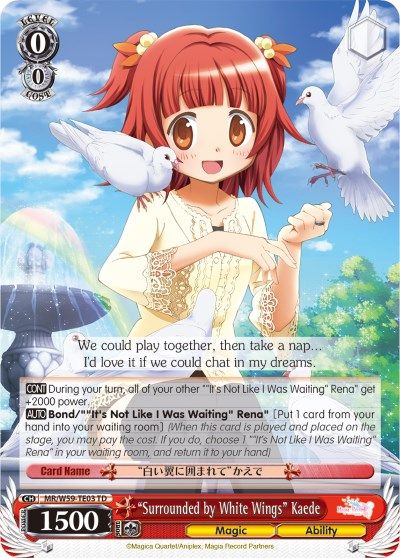 LEVEL
0
0
COST
We could play together, then take a nap...
I'd love it if we could chat in my dreams.
CONT During your turn, all of your other ""It's Not Like I Was Waiting" Rena" get
+2000 power.
AUTO Bond/""It's Not Like I Was Waiting" Rena" [Put 1 card from your
hand into your waiting room] (When this card is played and placed on the
stage, you may pay the cost. If you do, choose 1 ""It's Not Like I Was Waiting"
Rena" in your waiting room, and return it to your hand)
Card Name
“白い翼に囲まれて”かえで
CH MR/W59-TE03 TD
"Surrounded by White Wings" Kaede
POWER
1500
SOUL
Magic
Ability
©Magica Quartet/Aniplex, Magia Record Partners